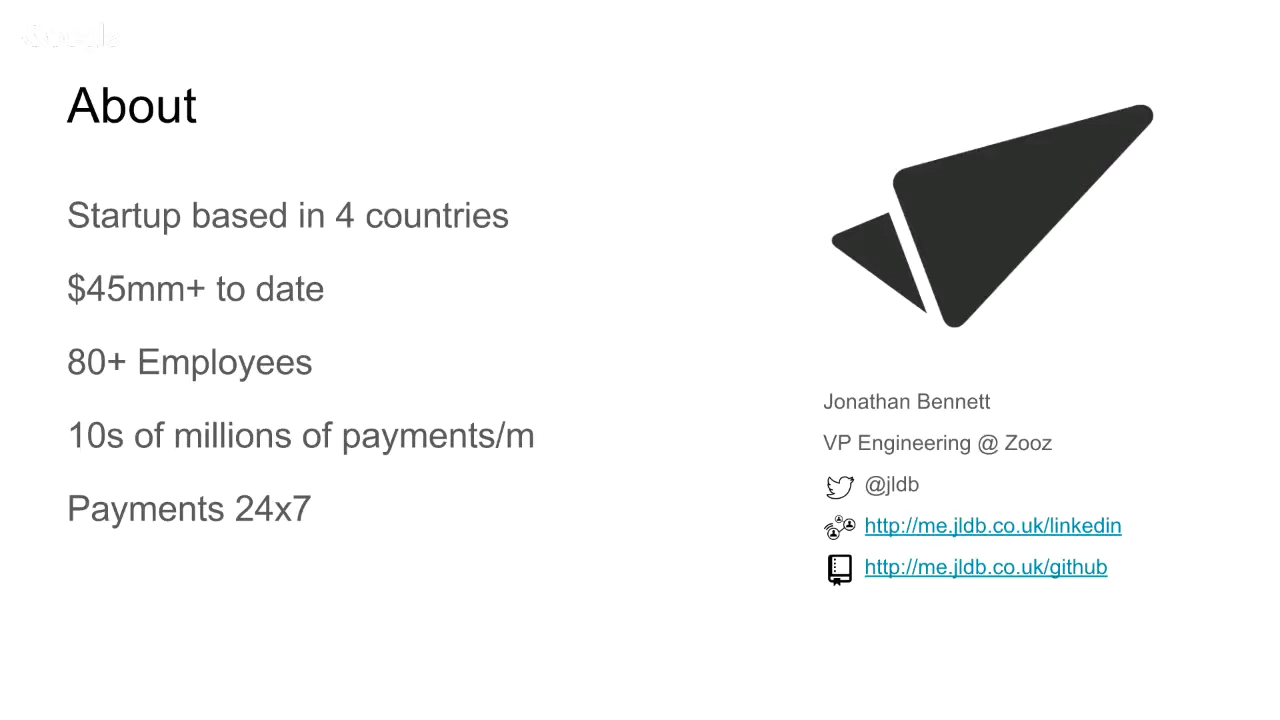 About
Startup based in 4 countries
$45mm+ to date
80+ Employees
10s of millions of payments/m
Payments 24x7
Jonathan Bennett
VP Engineering @ Zooz
@jldb
http://me.jldb.co.uk/linkedin
http://me.jldb.co.uk/github